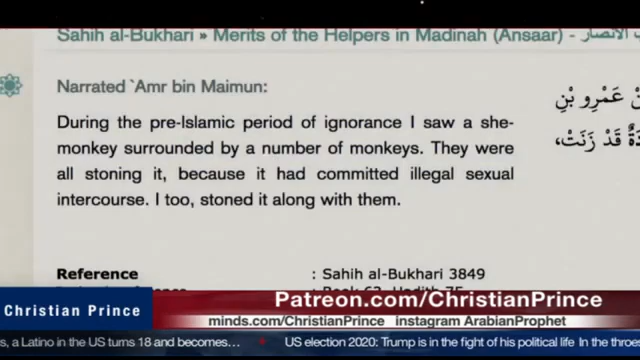 Sahih al-Bukhari » Merits of the Helpers in Madinah (Ansaar) -
Narrated `Amr bin Maimun:
عَمْرِو بْنِ
قَدْ زَنَتْ،
During the pre-Islamic period of ignorance I saw a she-
monkey surrounded by a number of monkeys. They were
all stoning it, because it had committed illegal sexual
intercourse. I too, stoned it along with them.
Reference : Sahih al-Bukhari 3849
Christian Prince
Patreon.com/ChristianPrince
minds.com/ChristianPrince instagram ArabianProphet
s, a Latino in the US turns 18 and becomes... US election 2020: Trump is in the fight of his political life In the throes